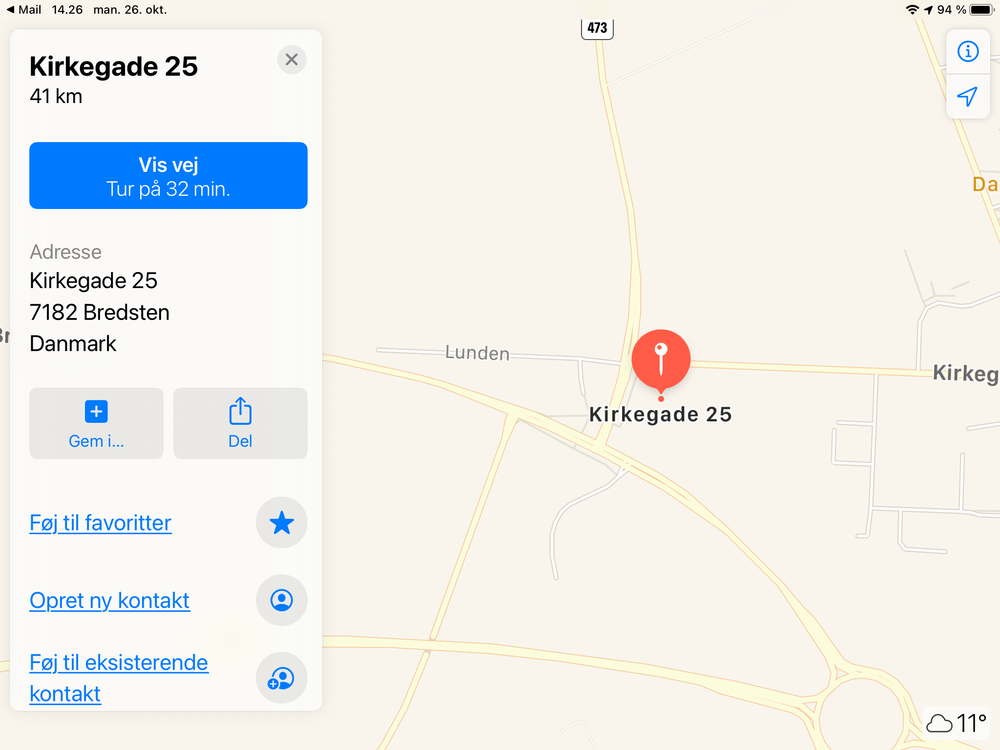 Mail 14.26 man. 26. okt.
94 %
Kirkegade 25
41 km
Vis vej
Tur på 32 min.
Adresse
Kirkegade 25
7182 Bredsten
Danmark
Gem i...
Del
Føj til favoritter
Opret ny kontakt
Føj til eksisterende
kontakt
473
Da
Lunden
Kirkeg
Kirkegade 25
11°